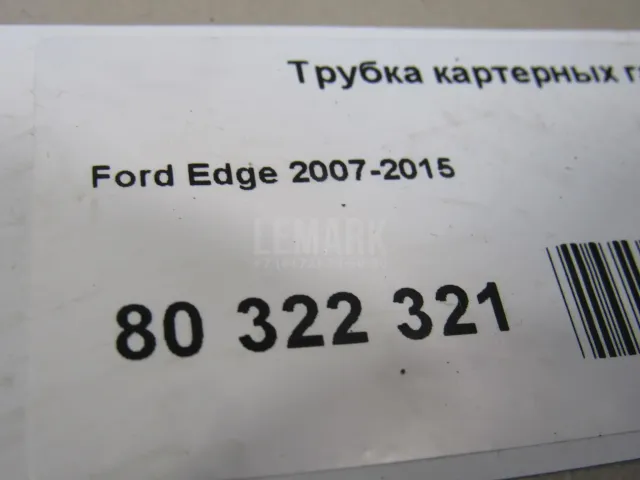 Трубка картерных
Ford Edge 2007-2015
LEMARK
80 322 321